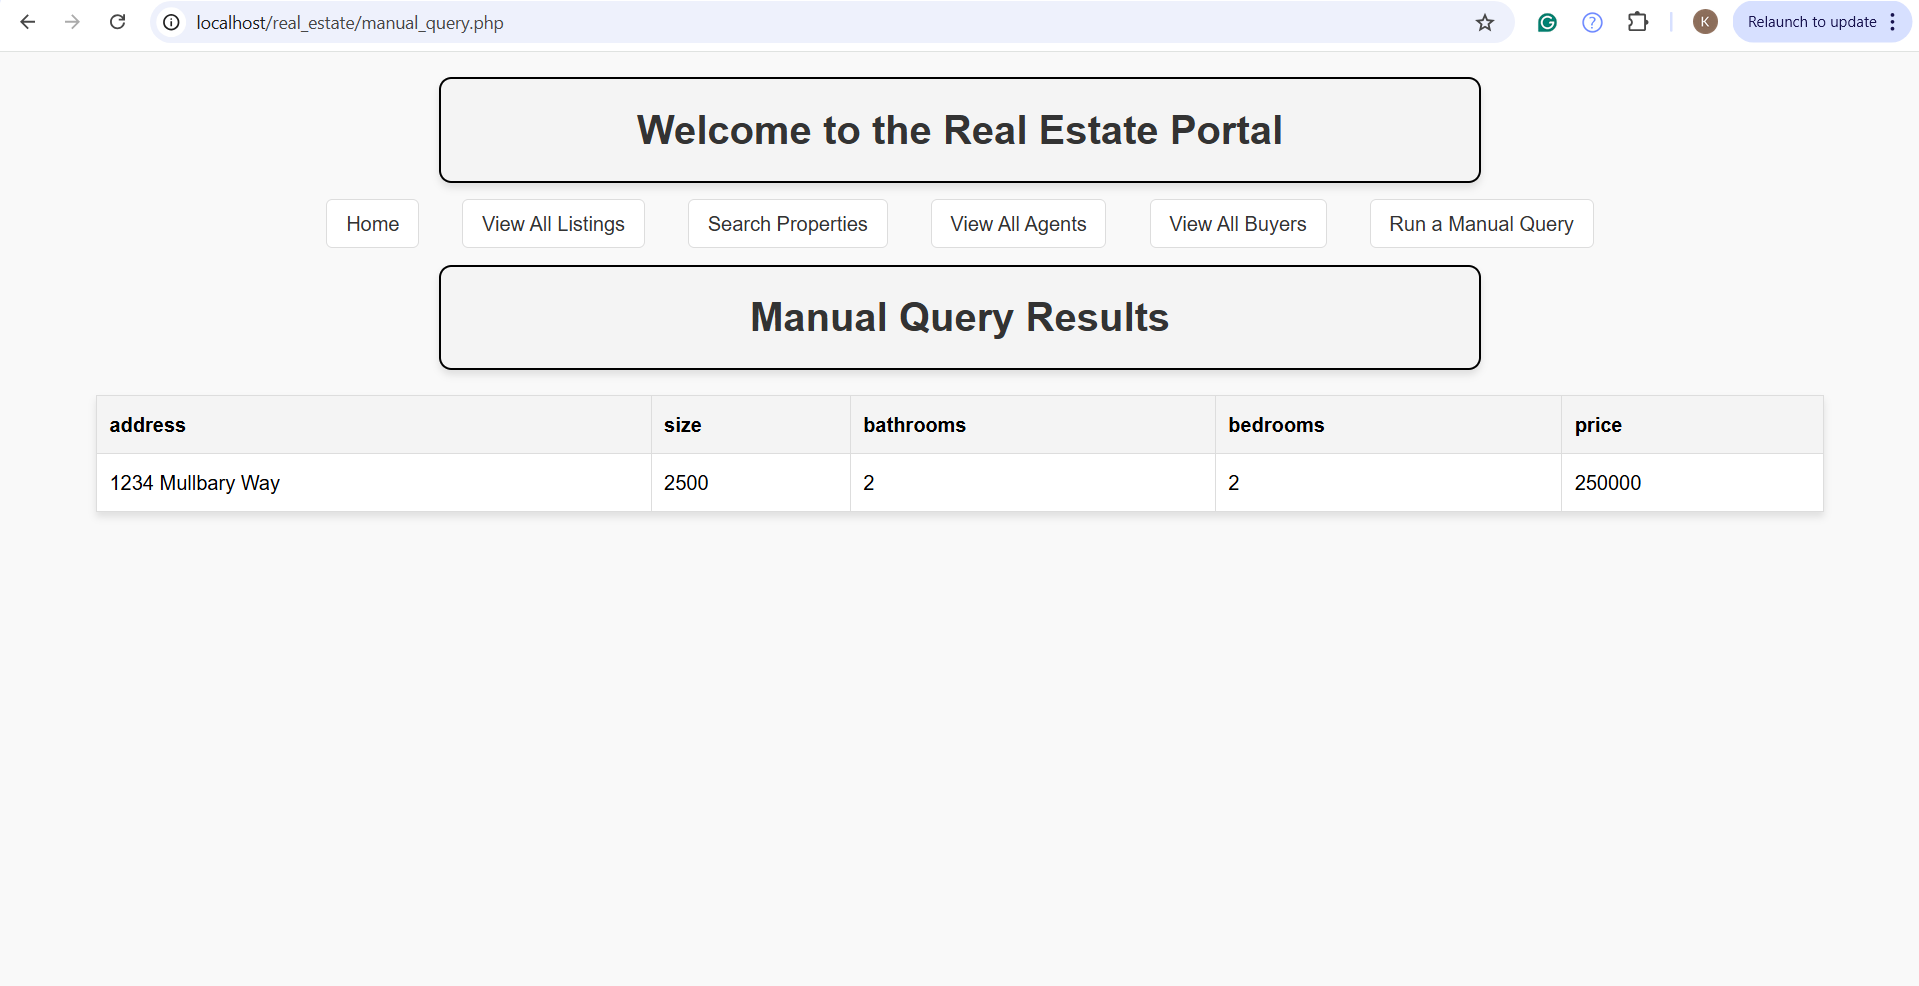 localhost/real_estate/manual_query.php K Relaunch to update
Welcome to the Real Estate Portal
Home View All Listings Search Properties View All Agents View All Buyers Run a Manual Query
Manual Query Results
address size bathrooms bedrooms price
1234 Mullbary Way 2500 2 2 250000